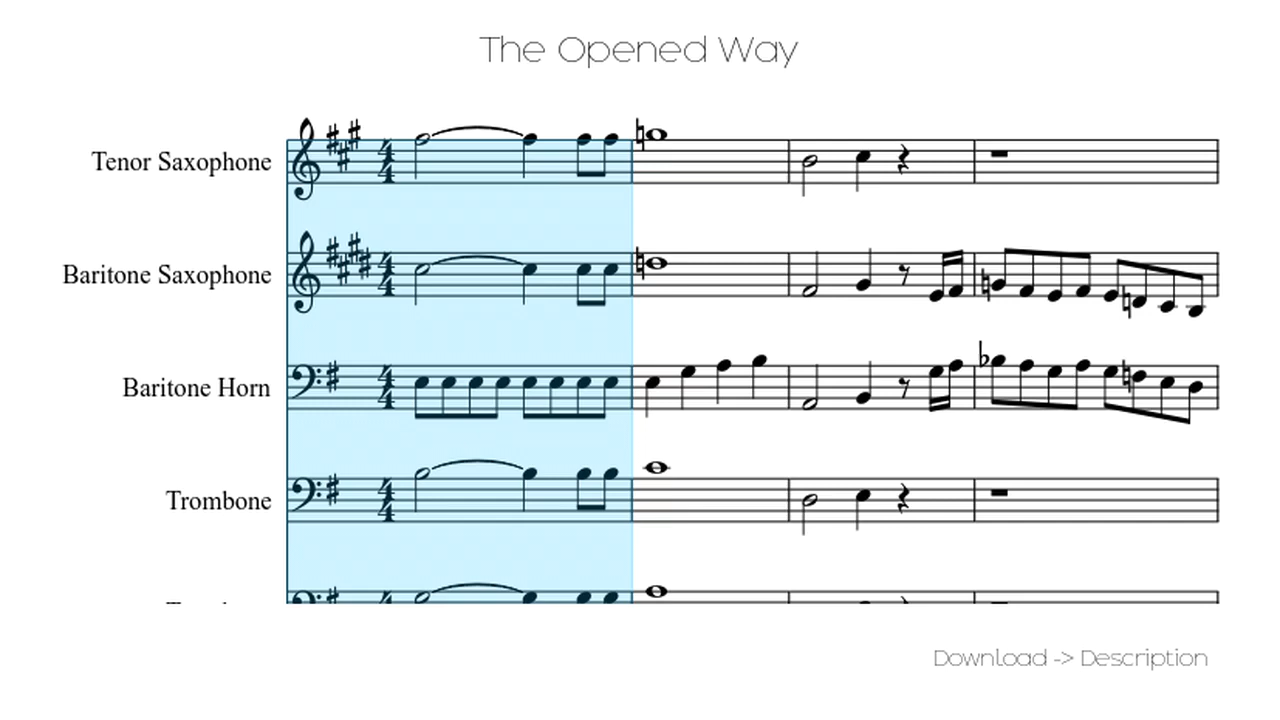 The Opened Way
Tenor Saxophone
Baritone Saxophone
Baritone Horn
Trombone
Download -> Description